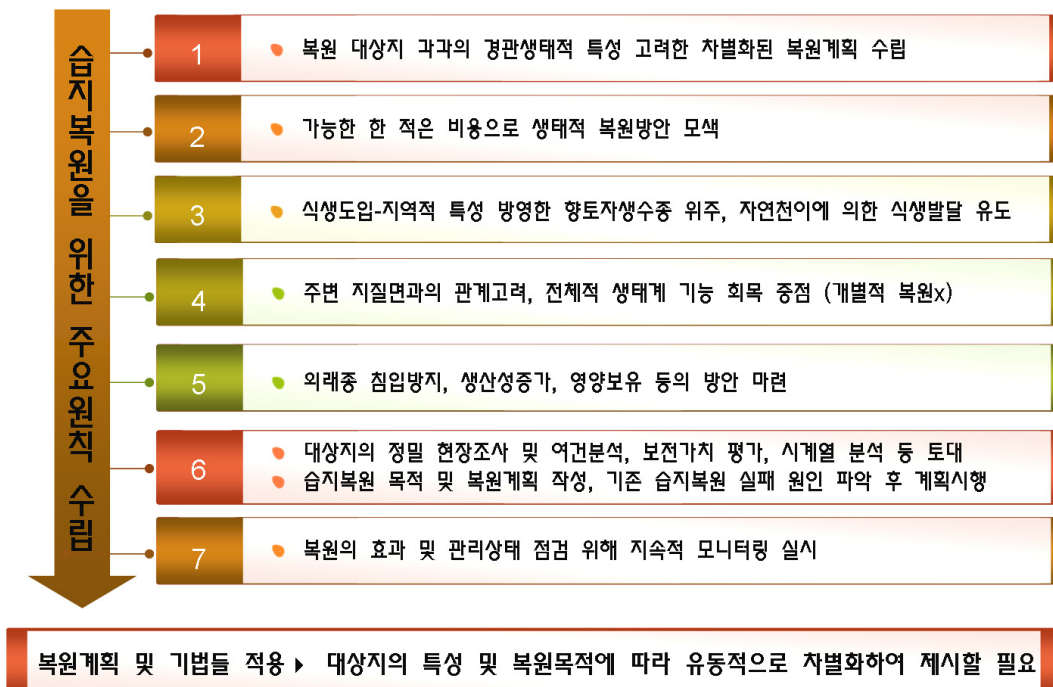 습지복원을 위한 주요원칙 수립
1
복원 대상지 각각의 경관생태적 특성 고려한 차별화된 복원계획 수립
2
가능한 한 적은 비용으로 생태적 복원방안 모색
3
식생도입-지역적 특성 방영한 향토자생수종 위주, 자연천이에 의한 식생발달 유도
4
주변 지질면과의 관계고려, 전체적 생태계 기능 회목 중점 (개별적 복원x)
5
외래종 침입방지, 생산성증가, 영양보유 등의 방안 마련
6
대상지의 정밀 현장조사 및 여건분석, 보전가치 평가, 시계열 분석 등 토대
습지복원 목적 및 복원계획 작성, 기존 습지복원 실패 원인 파악 후 계획시행
7
복원의 효과 및 관리상태 점검 위해 지속적 모니터링 실시
복원계획 및 기법들 적용 ▶ 대상지의 특성 및 복원목적에 따라 유동적으로 차별화하여 제시할 필요